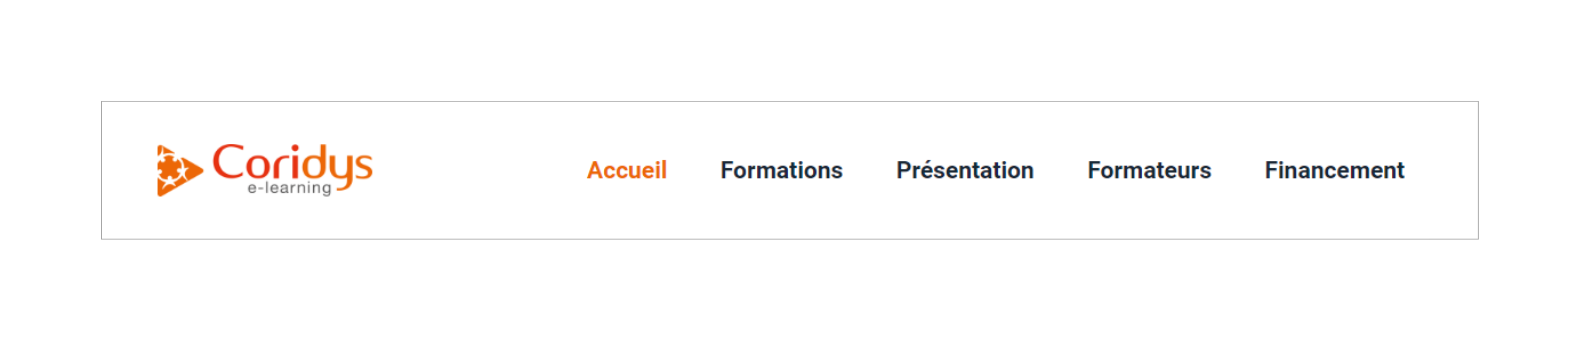 Coridys
e-learning
Accueil Formations Présentation Formateurs Financement